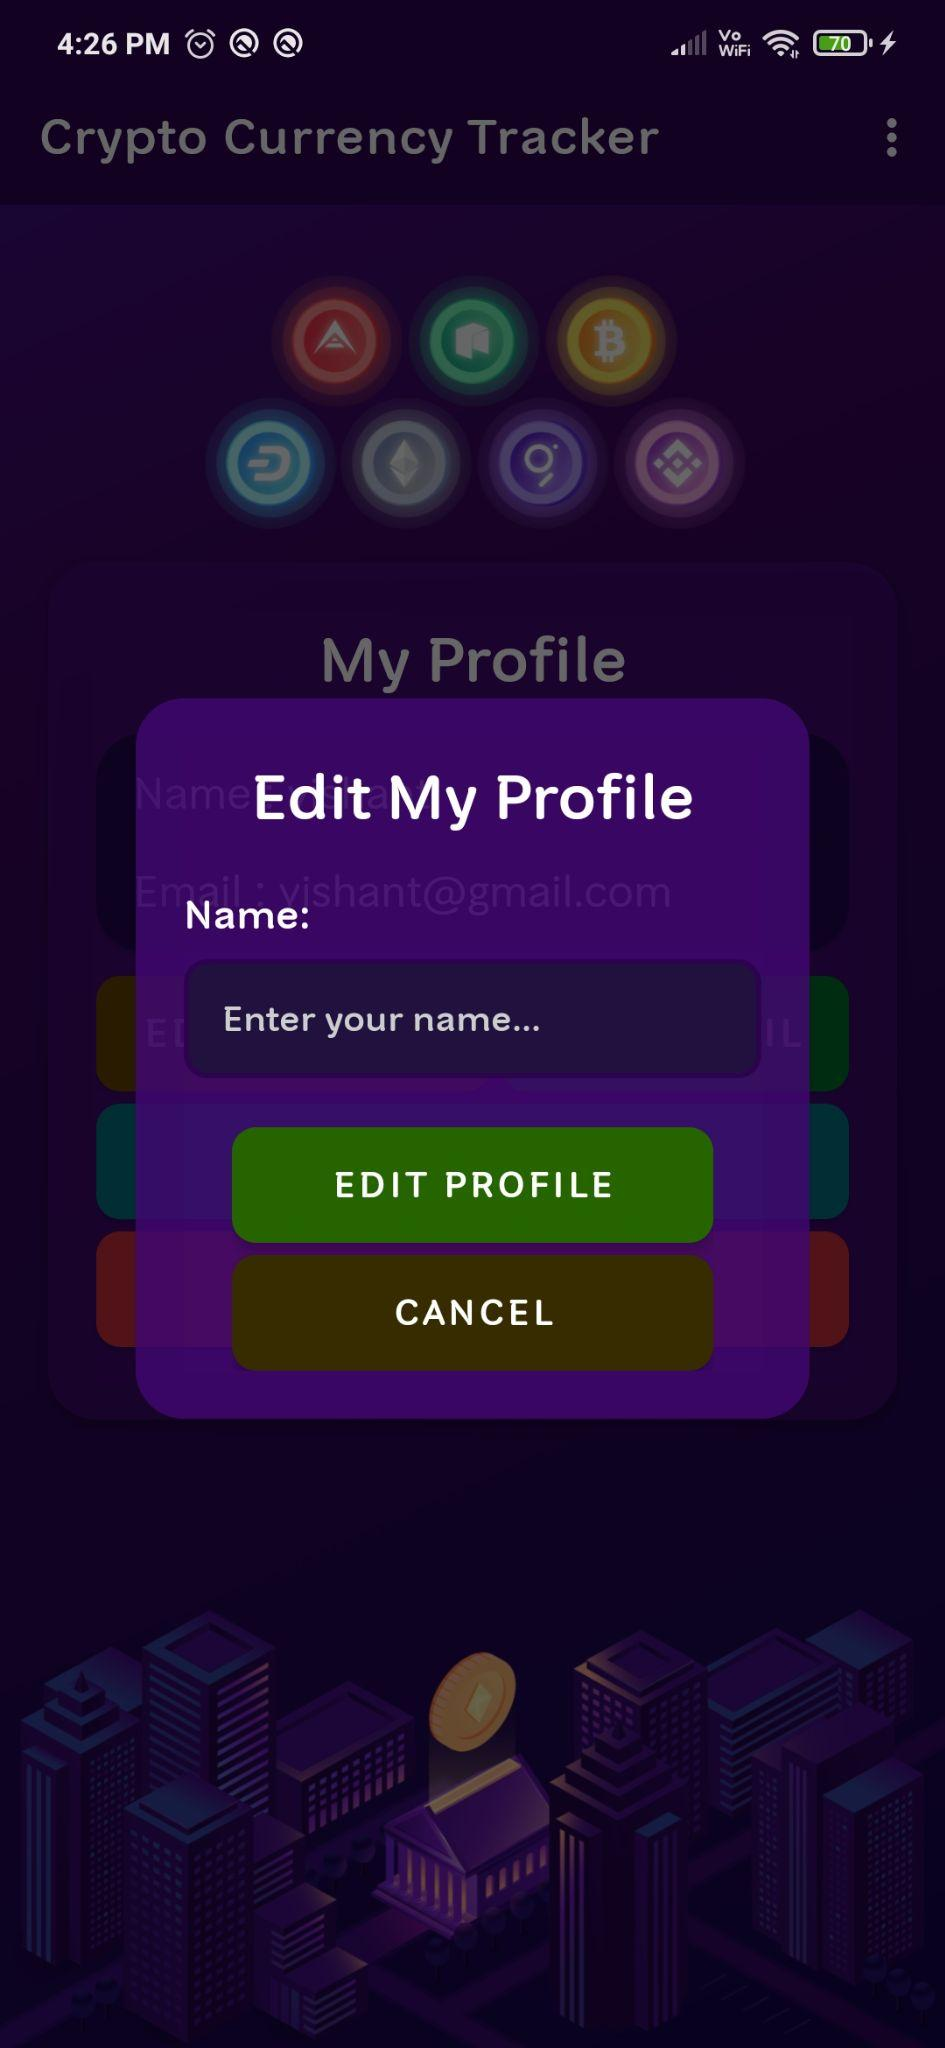 4:26 PM
Vo
WiFi
70
Crypto Currency Tracker
My Profile
Edit My Profile
Name
Email : vishant@gmail.com
Name:
Enter your name...
EDIT PROFILE
CANCEL